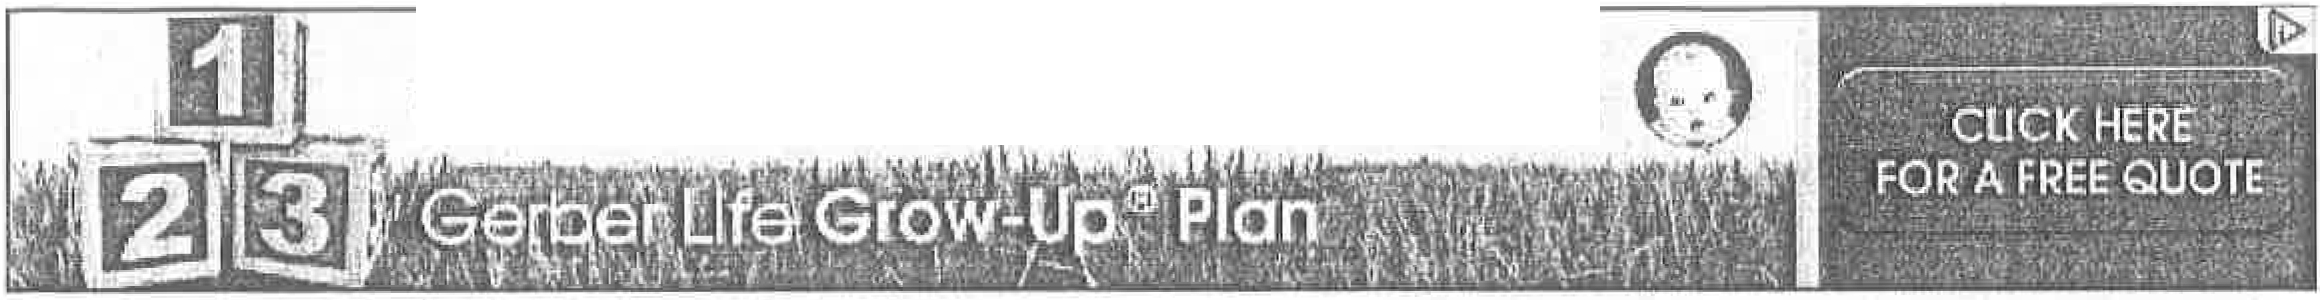 1
2 3
Gerber Life Grow-Up® Plan
CLICK HERE
FOR A FREE QUOTE